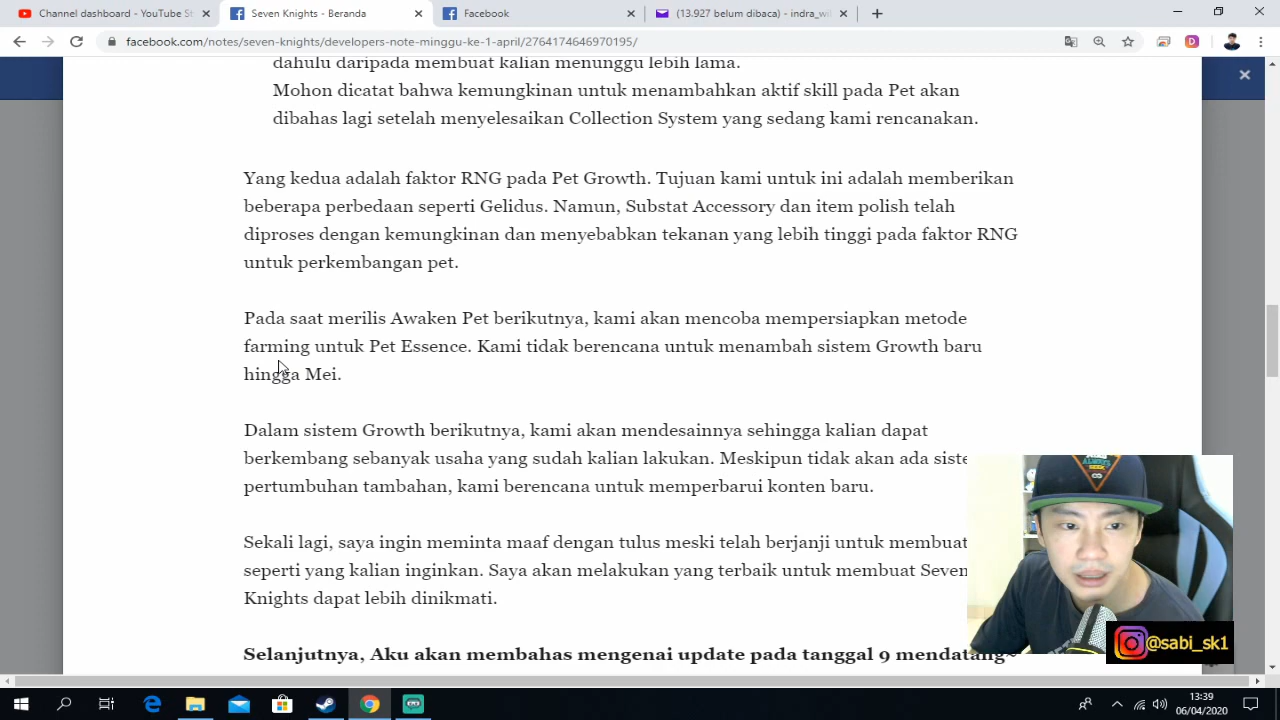 Channel dashboard - YouTube St
Seven Knights - Beranda
Facebook
(13.927 belum dibaca) - indra_wi
facebook.com/notes/seven-knights/developers-note-minggu-ke-1-april/2764174646970195/
dahulu daripada membuat kalian menunggu lebih lama.
Mohon dicatat bahwa kemungkinan untuk menambahkan aktif skill pada Pet akan
dibahas lagi setelah menyelesaikan Collection System yang sedang kami rencanakan.
Yang kedua adalah faktor RNG pada Pet Growth. Tujuan kami untuk ini adalah memberikan
beberapa perbedaan seperti Gelidus. Namun, Substat Accessory dan item polish telah
diproses dengan kemungkinan dan menyebabkan tekanan yang lebih tinggi pada faktor RNG
untuk perkembangan pet.
Pada saat merilis Awaken Pet berikutnya, kami akan mencoba mempersiapkan metode
farming untuk Pet Essence. Kami tidak berencana untuk menambah sistem Growth baru
hingga Mei.
Dalam sistem Growth berikutnya, kami akan mendesainnya sehingga kalian dapat
berkembang sebanyak usaha yang sudah kalian lakukan. Meskipun tidak akan ada siste
pertumbuhan tambahan, kami berencana untuk memperbarui konten baru.
Sekali lagi, saya ingin meminta maaf dengan tulus meski telah berjanji untuk membuat
seperti yang kalian inginkan. Saya akan melakukan yang terbaik untuk membuat Seven
Knights dapat lebih dinikmati.
@sabi_sk1
Selanjutnya, Aku akan membahas mengenai update pada tanggal 9 mendatang~
13:39
06/04/2020